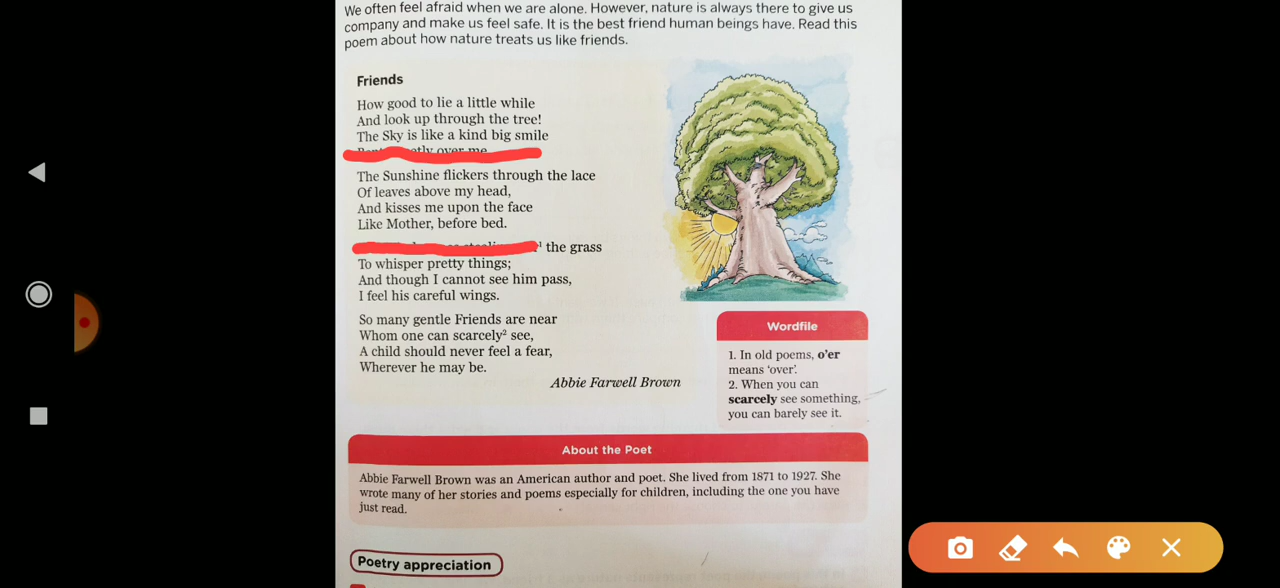 We often feel afraid when we are alone. However, nature is always there to give us
company and make us feel safe. It is the best friend human beings have. Read this
poem about how nature treats us like friends.
Friends
How good to lie a little while
And look up through the tree!
The Sky is like a kind big smile
over me
The Sunshine flickers through the lace
Of leaves above my head,
And kisses me upon the face
Like Mother, before bed.
¹ the grass
To whisper pretty things;
And though I cannot see him pass,
I feel his careful wings.
So many gentle Friends are near
Whom one can scarcely² see,
A child should never feel a fear,
Wherever he may be.
Abbie Farwell Brown
Wordfile
1. In old poems, o'er
means 'over'.
2. When you can
scarcely see something,
you can barely see it.
About the Poet
Abbie Farwell Brown was an American author and poet. She lived from 1871 to 1927. She
wrote many of her stories and poems especially for children, including the one you have
just read.
Poetry appreciation